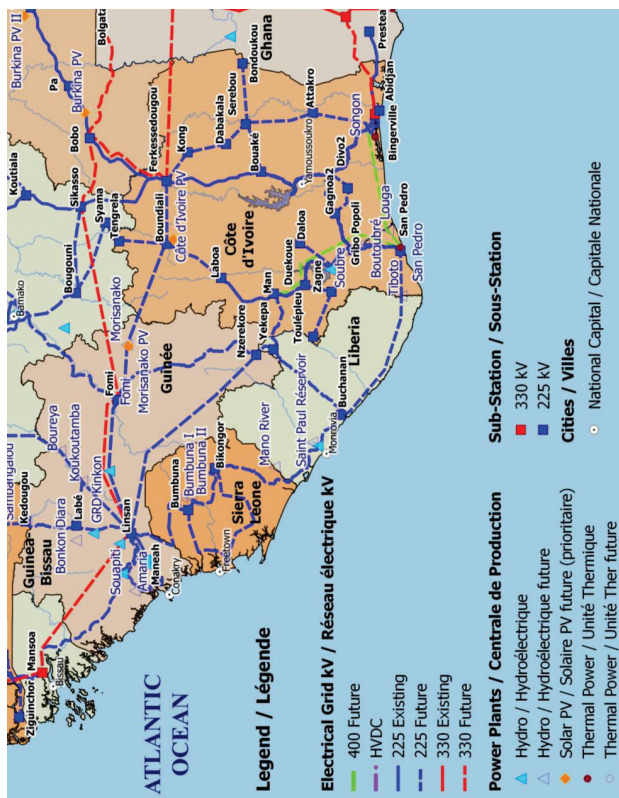 Burkina PV II
Bolgata
Pa
Burkina PV
Bobo
Koutiala
Sikasso
Syama
Tengrela
Bougouni
Bamako
Ferkessedougou
Kong
Boundiali
Côte d'Ivoire PV
Dabakala
Serebou
Bondoukou
Ghana
Bouaké
Attakro
Prestea
Abidjan
Bingerville
Songon
Yamoussoukro
Divo2
Gagnoa2
Côte
d'Ivoire
Laboa
Man
Duekoue
Daloa
Zagne
Toulépleu
Soubré
Gribo Popoli
Boutoubré
Louga
San Pedro
Tiboto
San Pedro
Morisanako
Morisanako PV
Fomi
Fomi
Guinée
Nzerekore
Yekepa
Liberia
Buchanan
Saint Paul Réservoir
Monrovia
Mano River
Sambangalou
Kedougou
Boureya
Koukoutamba
GRD Kinkon
Labé
Bonkon Diara
Linsan
Souapiti
Amaria
Maneah
Conakry
Bumbuna
Bumbuna I
Bumbuna II
Bikongor
Sierra
Leone
Freetown
Guinea-
Bissau
Mansoa
Bissau
Ziguinchor
ATLANTIC
OCEAN
Legend / Légende
Electrical Grid kV / Réseau électrique kV
400 Future
HVDC
225 Existing
225 Future
330 Existing
330 Future
Power Plants / Centrale de Production
Hydro / Hydroélectrique
Hydro / Hydroélectrique future
Solar PV / Solaire PV future (prioritaire)
Thermal Power / Unité Thermique
Thermal Power / Unité Ther future
Sub-Station / Sous-Station
330 kV
225 kV
Cities / Villes
National Capital / Capitale Nationale